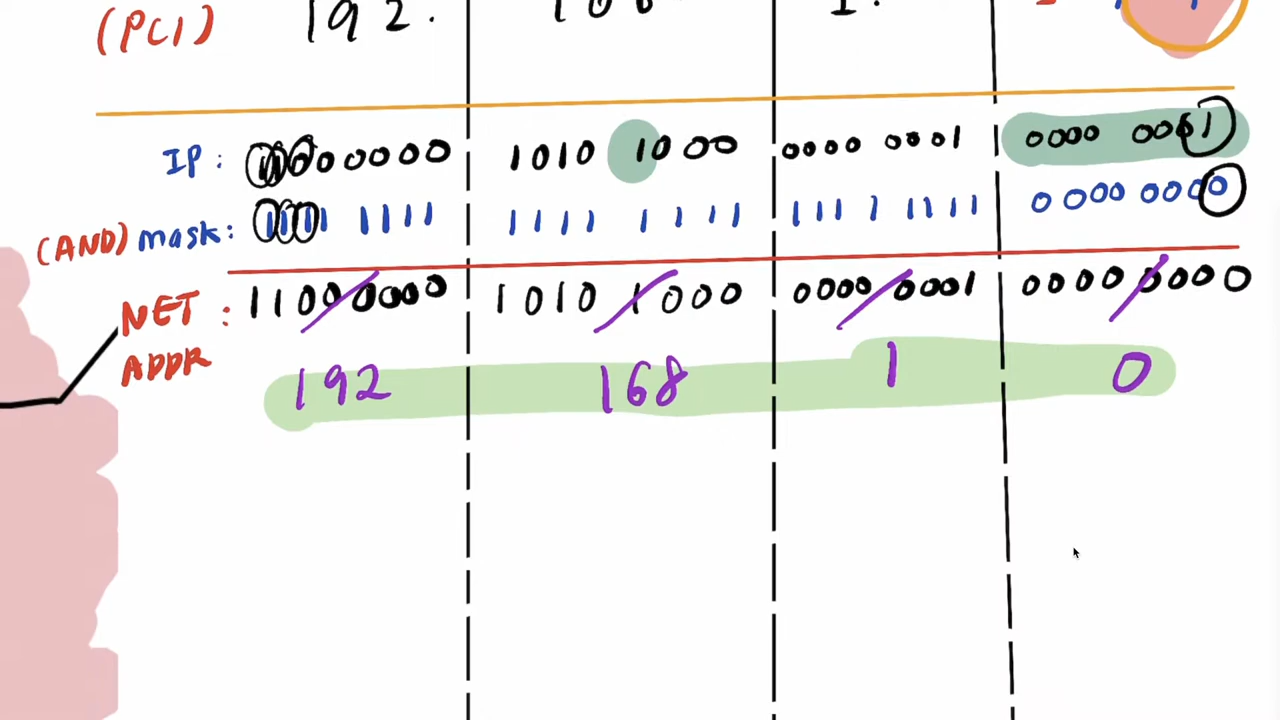 (PC1) 192. 1.
IP: 11000000 1010 1000 0000 0001 0000 0001
(AND) mask: 1111 1111 1111 1111 1111 1111 0000 0000
NET : 1100 0000 1010 1000 0000 0001 0000 0000
ADDR
192 168 1 0